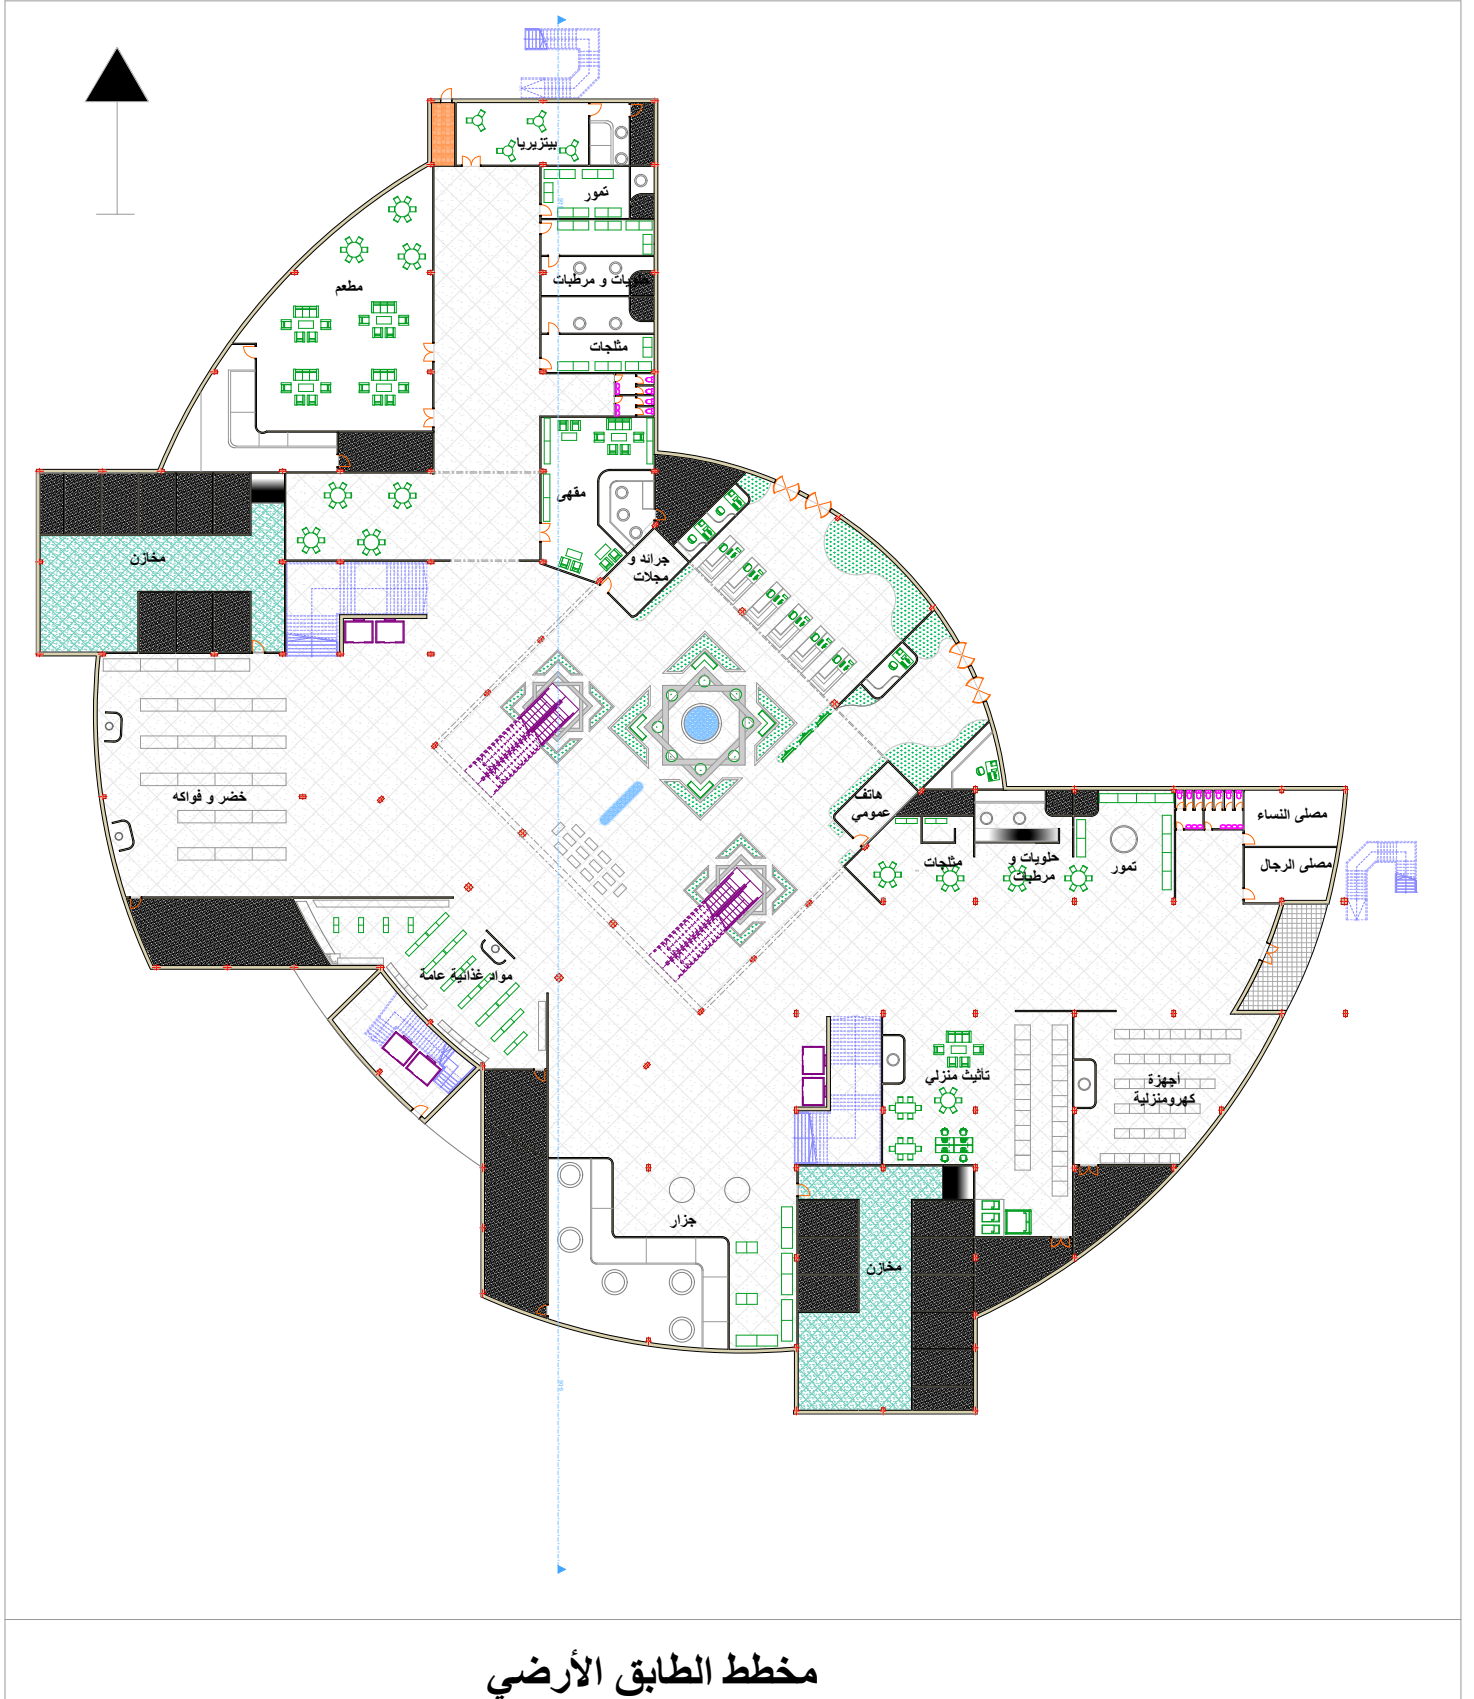 بيتزيريا
تمور
مطعم
حلويات و مرطبات
مثلجات
مقهى
جرائد و
مجلات
مخازن
خضر و فواكه
هاتف
عمومي
مصلى النساء
مصلى الرجال
مثلجات
حلويات و
مرطبات
تمور
مواد غذائية عامة
تأثيث منزلي
أجهزة
كهرومنزلية
جزار
مخازن
مخطط الطابق الأرضي